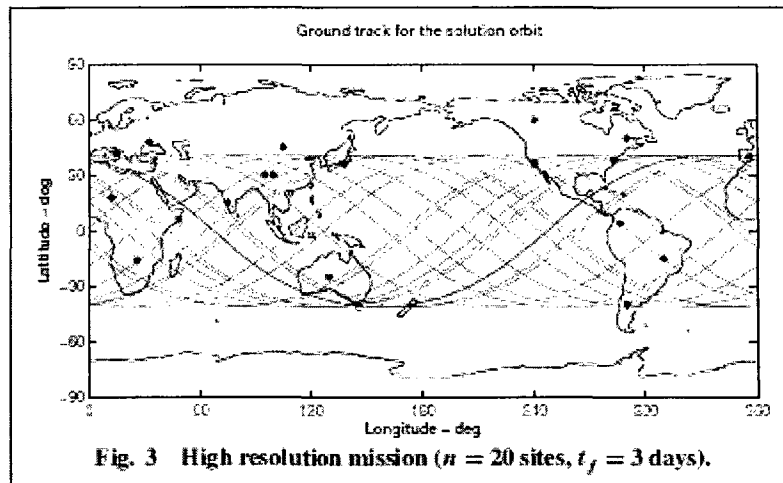 Ground track for the solution orbit
90
60
30
0
-30
-60
-90
Latitude - deg
0 60 120 180 240 300 360
Longitude - deg
Fig. 3 High resolution mission (n = 20 sites, t_f = 3 days).